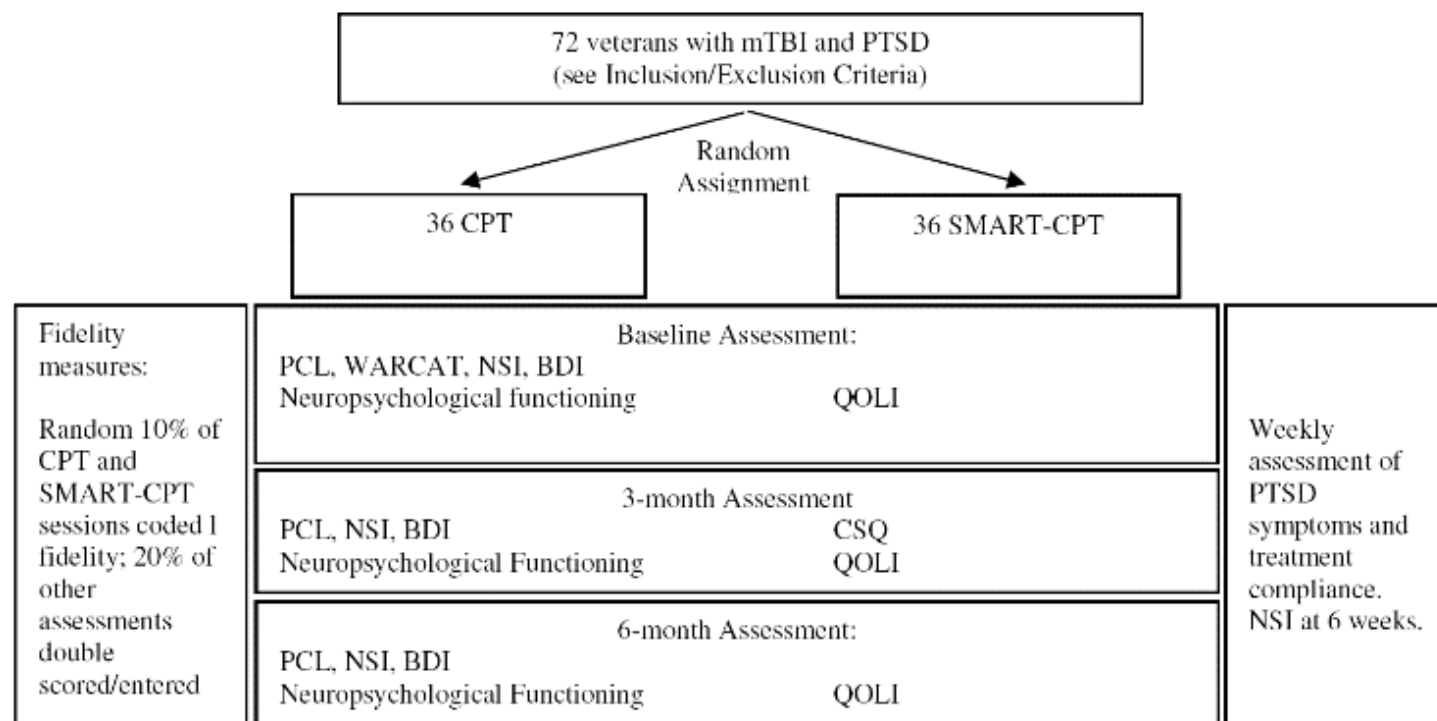 72 veterans with mTBI and PTSD
(see Inclusion/Exclusion Criteria)
Random
Assignment
36 CPT
36 SMART-CPT
Fidelity
measures:
Random 10% of
CPT and
SMART-CPT
sessions coded l
fidelity; 20% of
other
assessments
double
scored/entered
Baseline Assessment:
PCL, WARCAT, NSI, BDI
Neuropsychological functioning QOLI
3-month Assessment
PCL, NSI, BDI CSQ
Neuropsychological Functioning QOLI
6-month Assessment:
PCL, NSI, BDI
Neuropsychological Functioning QOLI
Weekly
assessment of
PTSD
symptoms and
treatment
compliance.
NSI at 6 weeks.